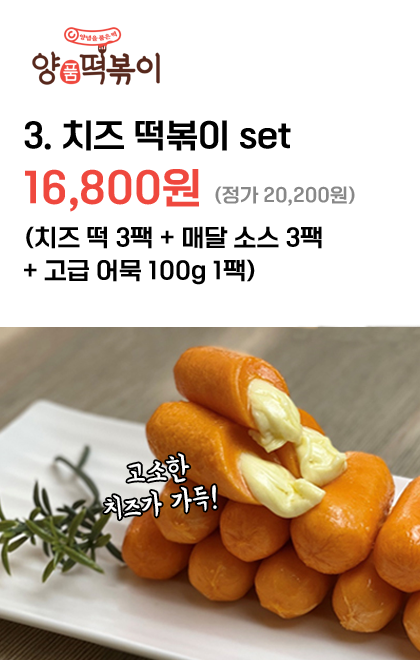 양념을 품은 떡
양품떡볶이
3. 치즈 떡볶이 set
16,800원 (정가 20,200원)
(치즈 떡 3팩 + 매달 소스 3팩
+ 고급 어묵 100g 1팩)
고소한
치즈가 가득!